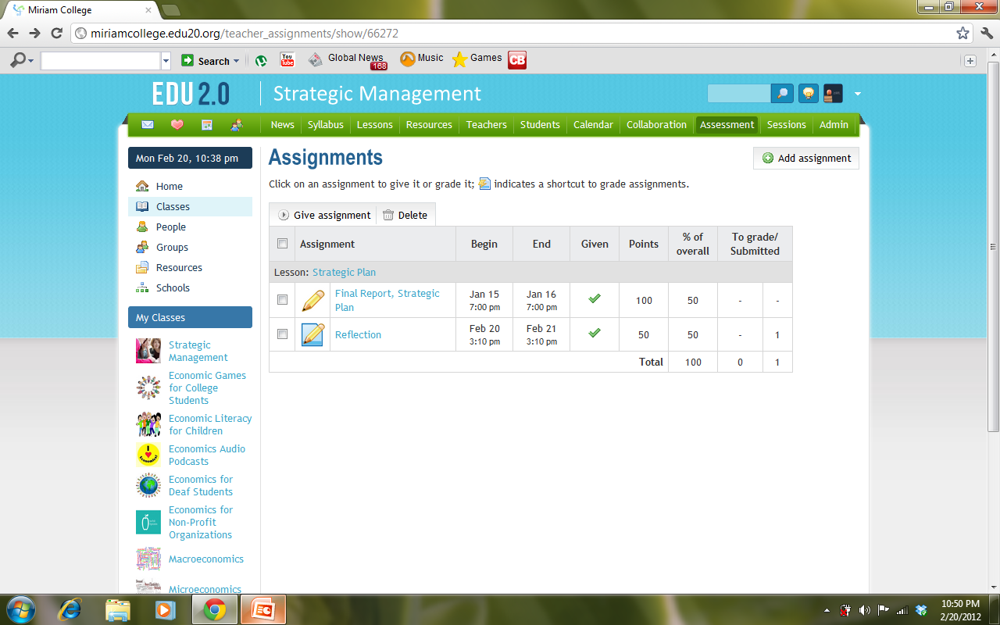 Miriam College
miriamcollege.edu20.org/teacher_assignments/show/66272
Search You Tube Global News 168 Music Games CB
EDU 2.0 Strategic Management
News Syllabus Lessons Resources Teachers Students Calendar Collaboration Assessment Sessions Admin
Mon Feb 20, 10:38 pm
Home
Classes
People
Groups
Resources
Schools
My Classes
Strategic
Management
Economic Games
for College
Students
Economic Literacy
for Children
Economics Audio
Podcasts
Economics for
Deaf Students
Economics for
Non-Profit
Organizations
Macroeconomics
Microeconomics
Assignments
Add assignment
Click on an assignment to give it or grade it; indicates a shortcut to grade assignments.
Give assignment Delete
Assignment Begin End Given Points % of overall To grade/ Submitted
Lesson: Strategic Plan
Final Report, Strategic Plan Jan 15 7:00 pm Jan 16 7:00 pm 100 50 - -
Reflection Feb 20 3:10 pm Feb 21 3:10 pm 50 50 - 1
Total 100 0 1
10:50 PM
2/20/2012